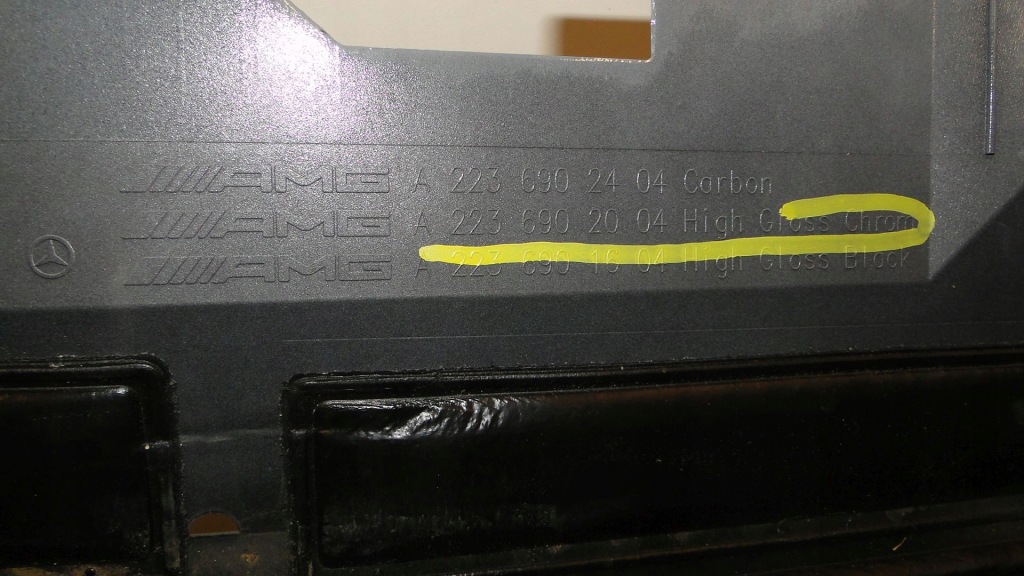 AMG A 223 690 24 04 Carbon
AMG A 223 690 20 04 High Gloss Chrom
AMG A 223 690 16 04 High Gloss Black